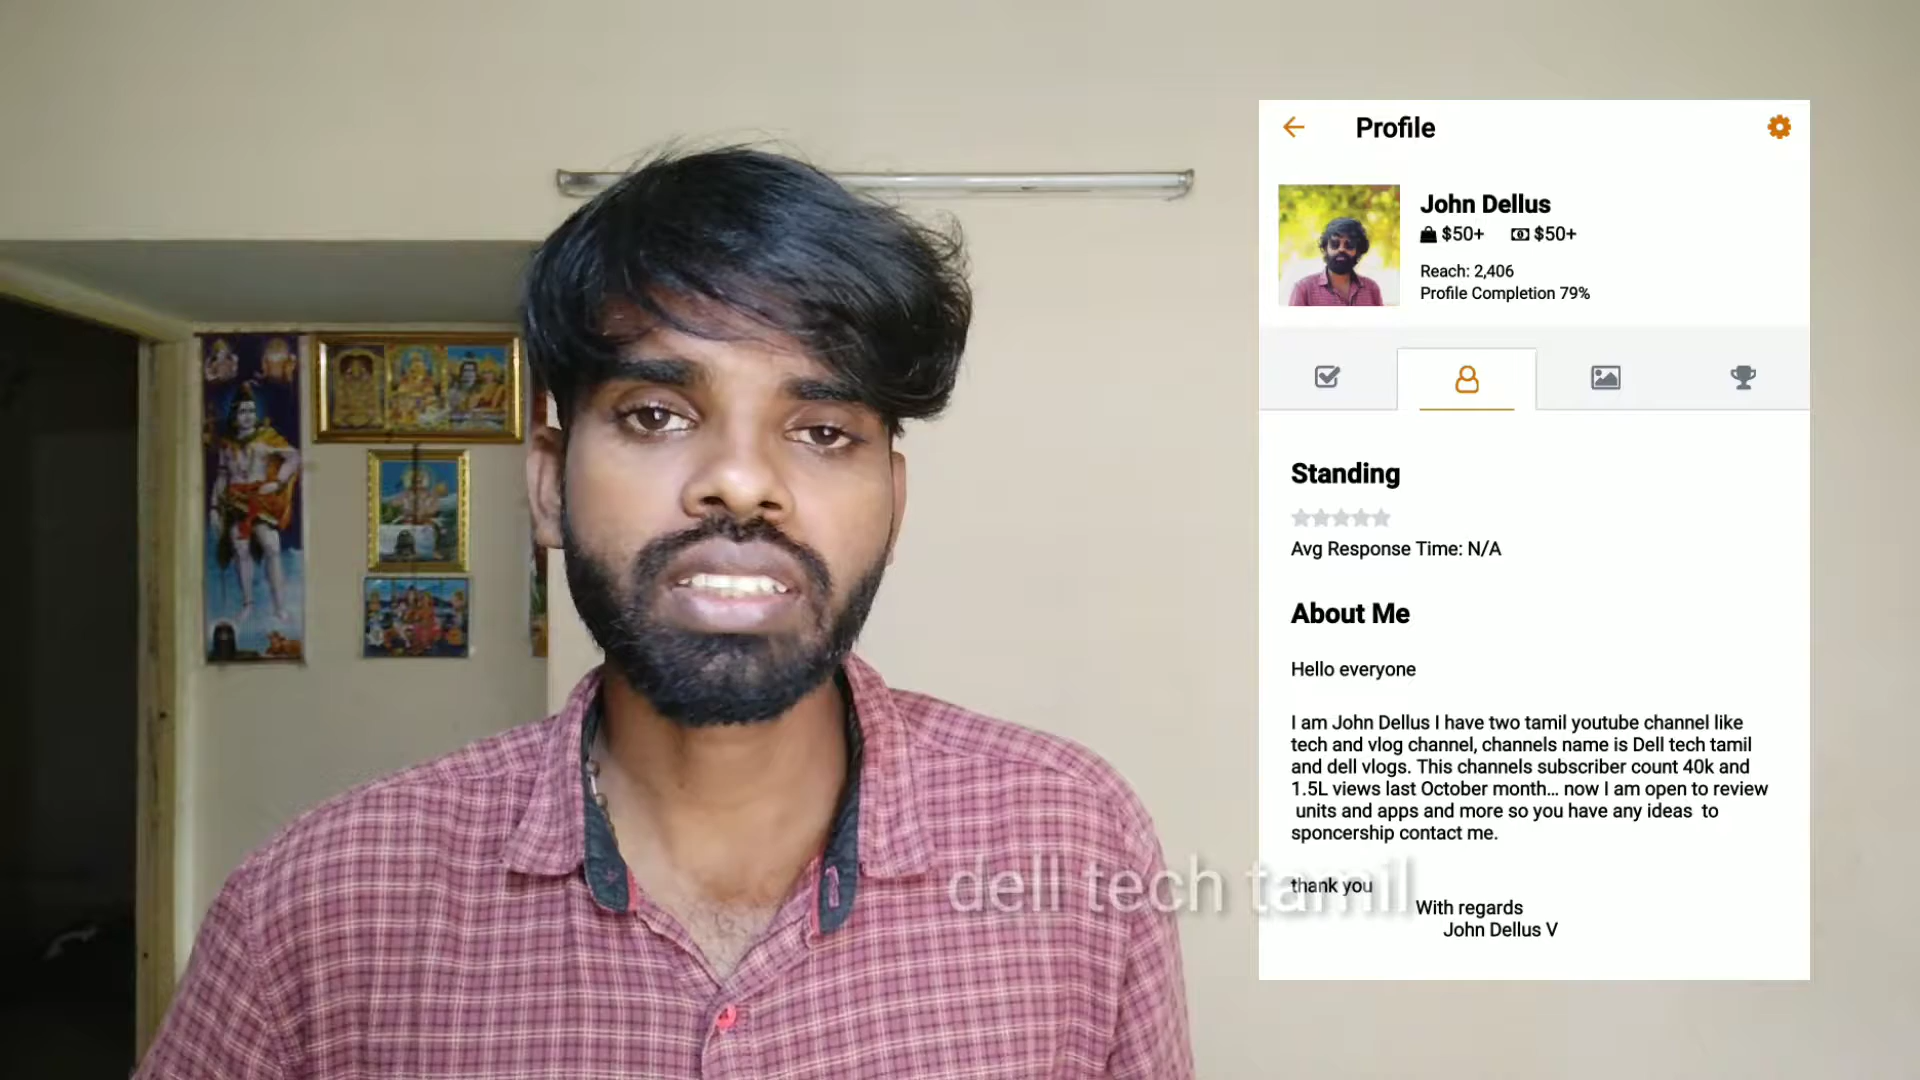 Profile
John Dellus
$50+ $50+
Reach: 2,406
Profile Completion 79%
Standing
Avg Response Time: N/A
About Me
Hello everyone
I am John Dellus I have two tamil youtube channel like
tech and vlog channel, channels name is Dell tech tamil
and dell vlogs. This channels subscriber count 40k and
1.5L views last October month... now I am open to review
units and apps and more so you have any ideas to
sponcership contact me.
thank you
With regards
John Dellus V
dell tech tamil